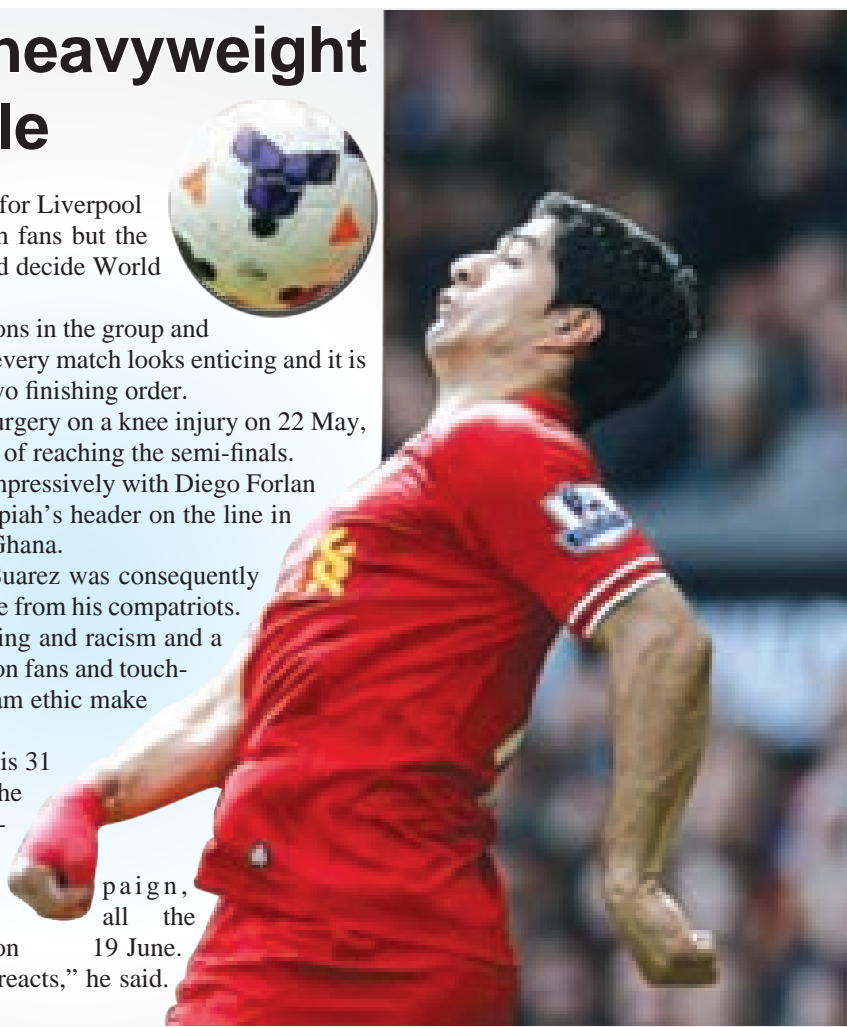 heavyweight
le
for Liverpool
n fans but the
d decide World
ons in the group and
every match looks enticing and it is
wo finishing order.
urgery on a knee injury on 22 May,
of reaching the semi-finals.
mpressively with Diego Forlan
piah’s header on the line in
Ghana.
Suarez was consequently
e from his compatriots.
ing and racism and a
on fans and touch-
am ethic make
is 31
he
-
paign,
all the
on 19 June.
reacts,” he said.